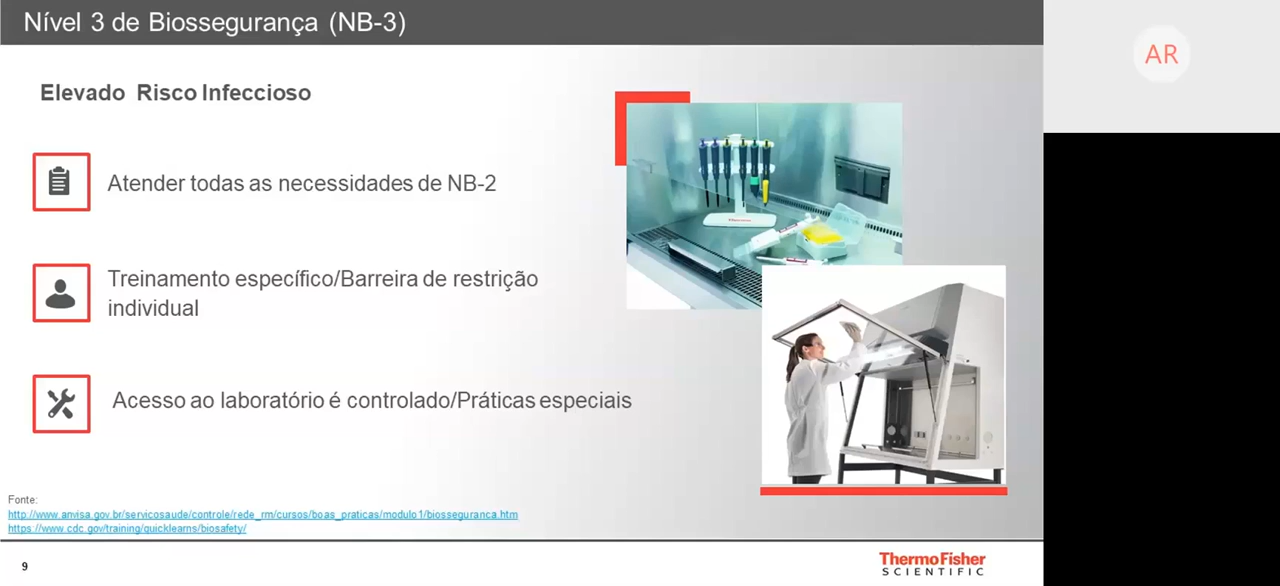 Nível 3 de Biossegurança (NB-3)
AR
Elevado Risco Infeccioso
Atender todas as necessidades de NB-2
Treinamento específico/Barreira de restrição
individual
Acesso ao laboratório é controlado/Práticas especiais
Fonte:
http://www.anvisa.gov.br/servicosaude/controle/rede_rm/cursos/boas_praticas/modulo1/biosseguranca.htm
https://www.cdc.gov/training/quicklearns/biosafety/
9
ThermoFisher
SCIENTIFIC